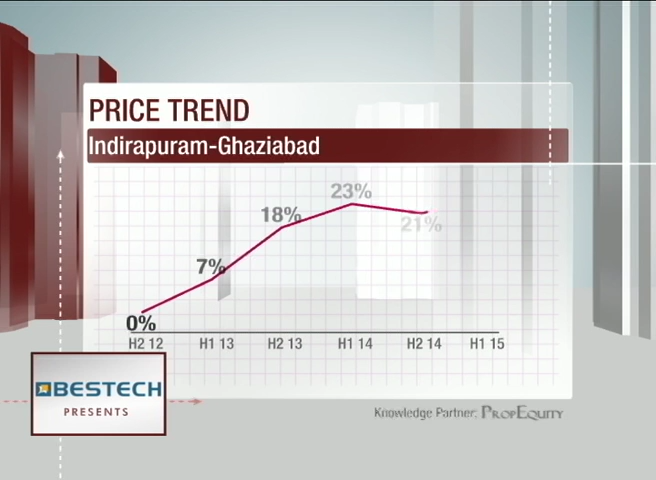 PRICE TREND
Indirapuram-Ghaziabad
23%
18%
21%
7%
0%
H2 12 H1 13 H2 13 H1 14 H2 14 H1 15
BESTECH
PRESENTS
Knowledge Partner: PROPEQUITY